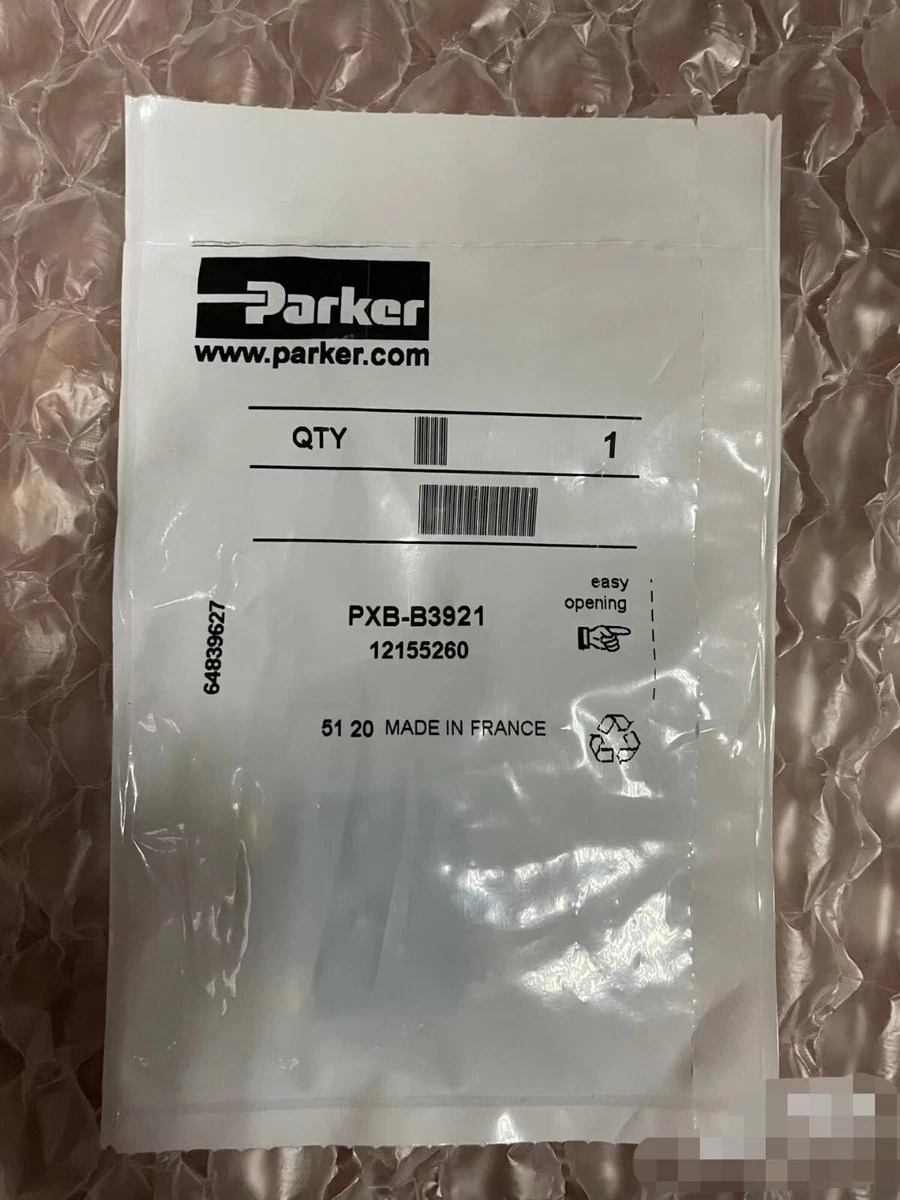 Parker
www.parker.com
QTY 1
easy
opening
PXB-B3921
12155260
64839627
51 20 MADE IN FRANCE